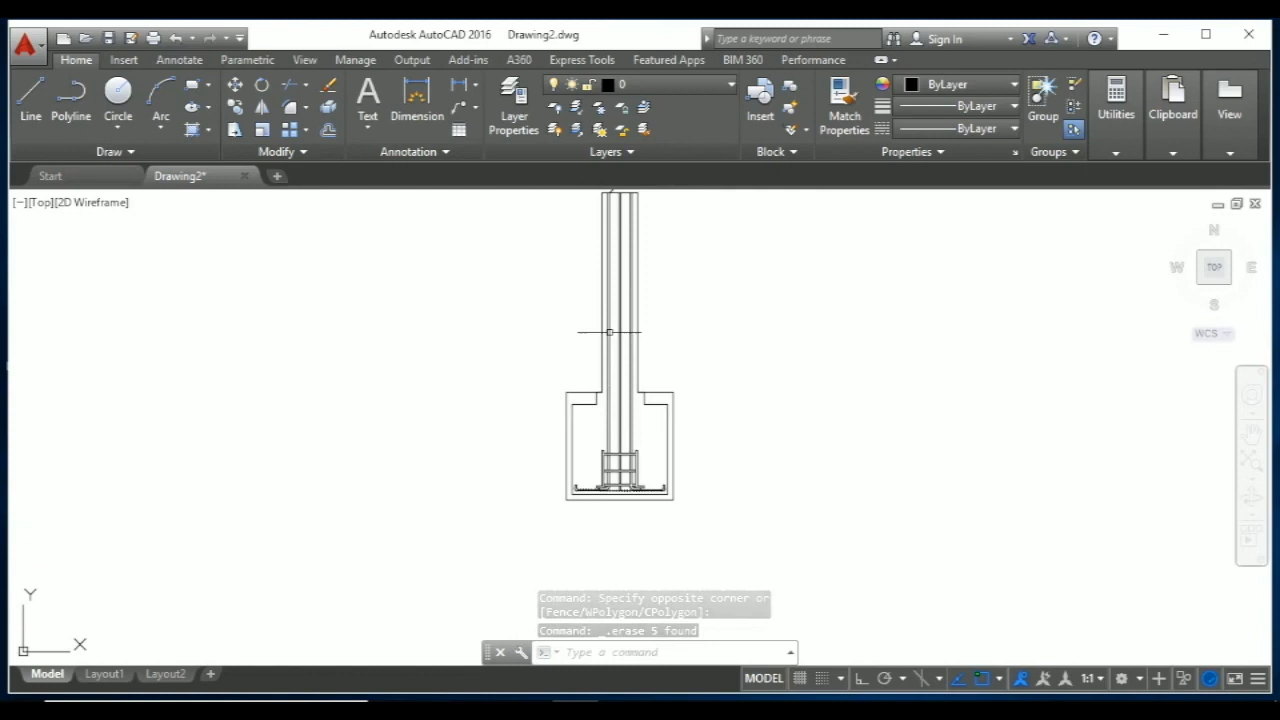 Autodesk AutoCAD 2016 Drawing2.dwg
Type a keyword or phrase
Sign In
Home Insert Annotate Parametric View Manage Output Add-ins A360 Express Tools Featured Apps BIM 360 Performance
Line Polyline Circle Arc
Text Dimension
Layer
Properties
0
Insert
Match
Properties
ByLayer
ByLayer
ByLayer
Group
Utilities Clipboard View
Draw Modify Annotation Layers Block Properties Groups
Start Drawing2*
[−][Top][2D Wireframe]
N
W TOP E
S
WCS
Y
X
Command: Specify opposite corner or
[Fence/WPolygon/CPolygon]:
Command: _.erase 5 found
Type a command
Model Layout1 Layout2
MODEL 1:1